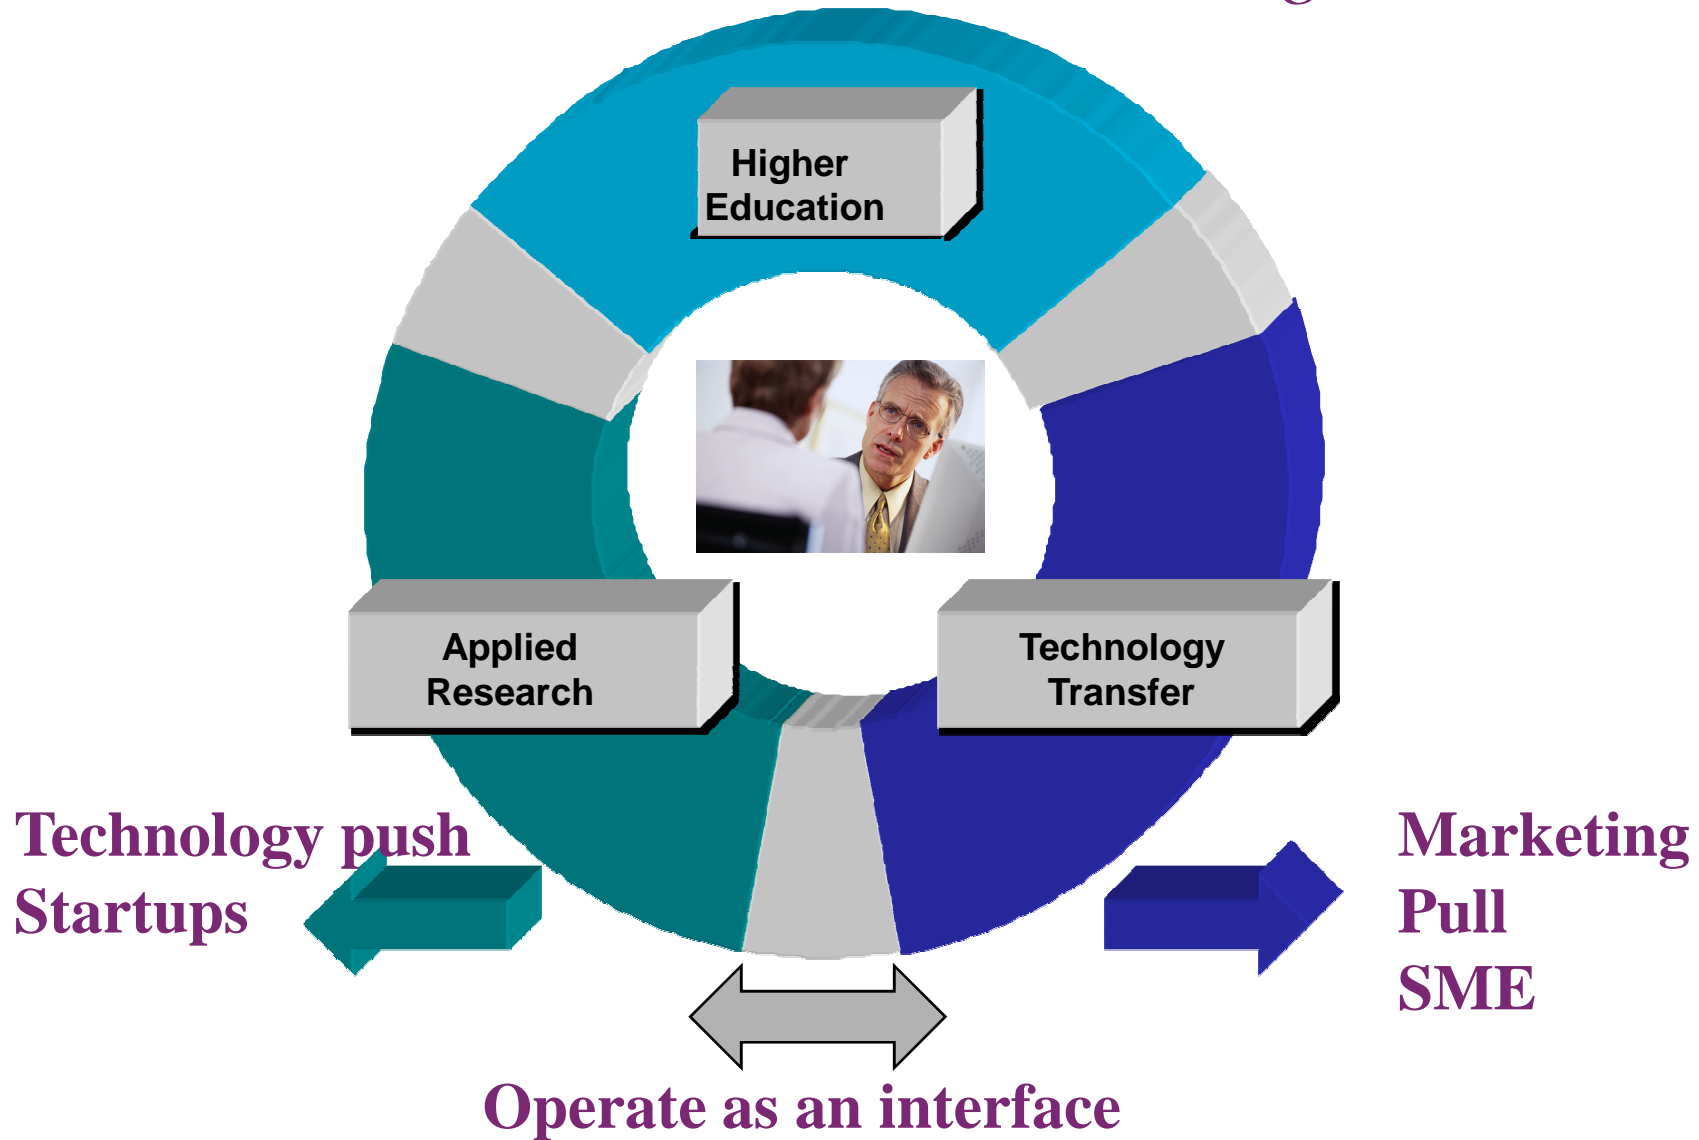 Higher
Education
Applied
Research
Technology
Transfer
Technology push
Startups
Marketing
Pull
SME
Operate as an interface